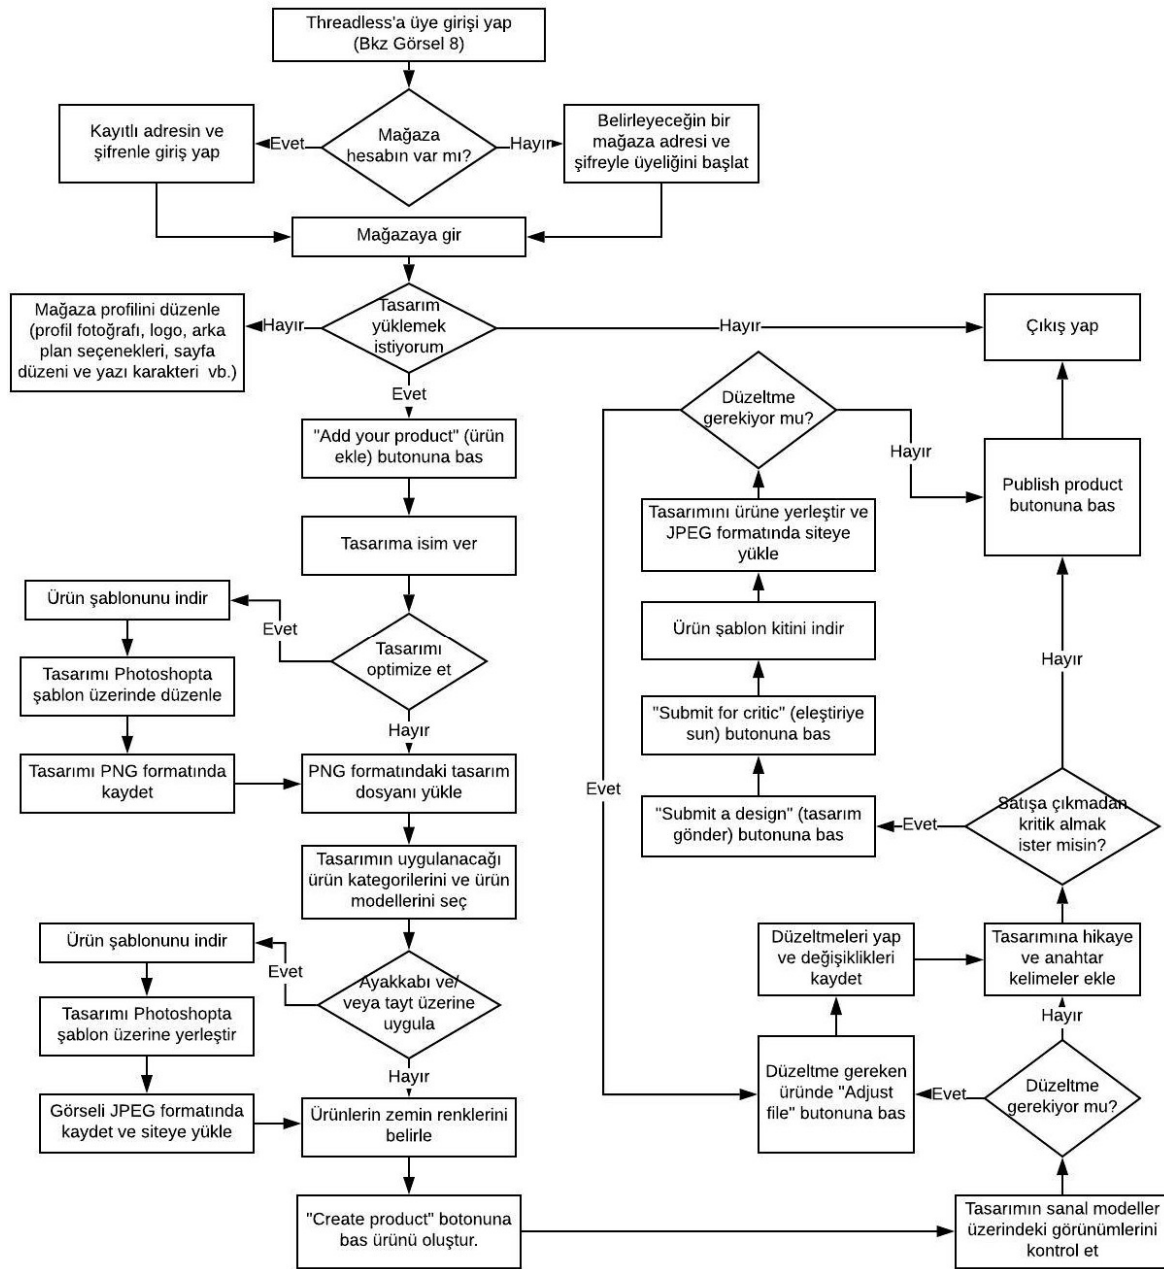 Threadless'a üye girişi yap
(Bkz Görsel 8)
Mağaza
hesabın var mı?
Evet
Kayıtlı adresin ve
şifrenle giriş yap
Hayır
Belirleyeceğin bir
mağaza adresi ve
şifreyle üyeliğini başlat
Mağazaya gir
Tasarım
yüklemek
istiyorum
Hayır
Mağaza profilini düzenle
(profil fotoğrafı, logo, arka
plan seçenekleri, sayfa
düzeni ve yazı karakteri vb.)
Hayır
Çıkış yap
Evet
"Add your product" (ürün
ekle) butonuna bas
Tasarıma isim ver
Tasarımı
optimize et
Evet
Ürün şablonunu indir
Tasarımı Photoshopta
şablon üzerinde düzenle
Tasarımı PNG formatında
kaydet
Hayır
PNG formatındaki tasarım
dosyanı yükle
Tasarımın uygulanacağı
ürün kategorilerini ve ürün
modellerini seç
Ayakkabı ve/
veya tayt üzerine
uygula
Evet
Ürün şablonunu indir
Tasarımı Photoshopta
şablon üzerine yerleştir
Görseli JPEG formatında
kaydet ve siteye yükle
Hayır
Ürünlerin zemin renklerini
belirle
"Create product" botonuna
bas ürünü oluştur.
Tasarımın sanal modeller
üzerindeki görünümlerini
kontrol et
Düzeltme
gerekiyor mu?
Evet
Düzeltme gereken
üründe "Adjust
file" butonuna bas
Düzeltmeleri yap
ve değişiklikleri
kaydet
Hayır
Tasarımına hikaye
ve anahtar
kelimeler ekle
Satışa çıkmadan
kritik almak
ister misin?
Evet
"Submit a design" (tasarım
gönder) butonuna bas
"Submit for critic" (eleştiriye
sun) butonuna bas
Ürün şablon kitini indir
Tasarımını ürüne yerleştir ve
JPEG formatında siteye
yükle
Düzeltme
gerekiyor mu?
Evet
Hayır
Hayır
Publish product
butonuna bas